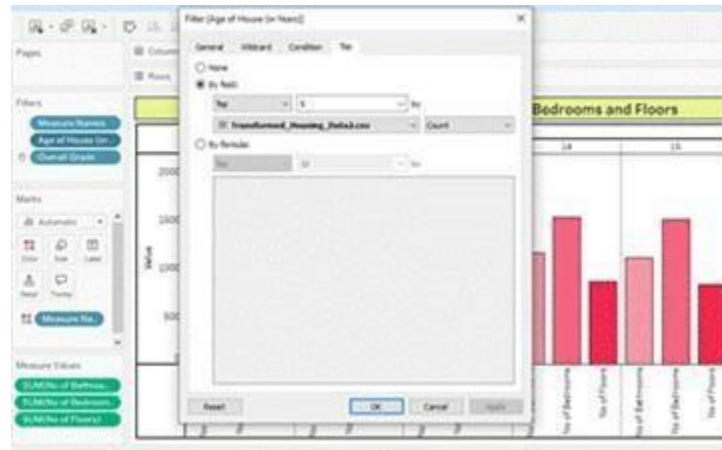 Filter [Age of House (in Years)]
General Wildcard Condition Top
None
By field:
Top 5 by
Transformed_Housing_Data2.csv Count
By formula:
Top 10 by
Reset OK Cancel Apply
Pages
Columns
Rows
Filters
Measure Names
Age of House (in ..
Overall Grade
Marks
Automatic
Color Size Label
Detail Tooltip
Measure Na..
Measure Values
SUM(No of Bathroo..
SUM(No of Bedroom..
SUM(No of Floors)
Bedrooms and Floors
14 15
Value
2000
1500
1000
500
No of Bedrooms
No of Floors
No of Bathrooms
No of Bedrooms
No of Floors